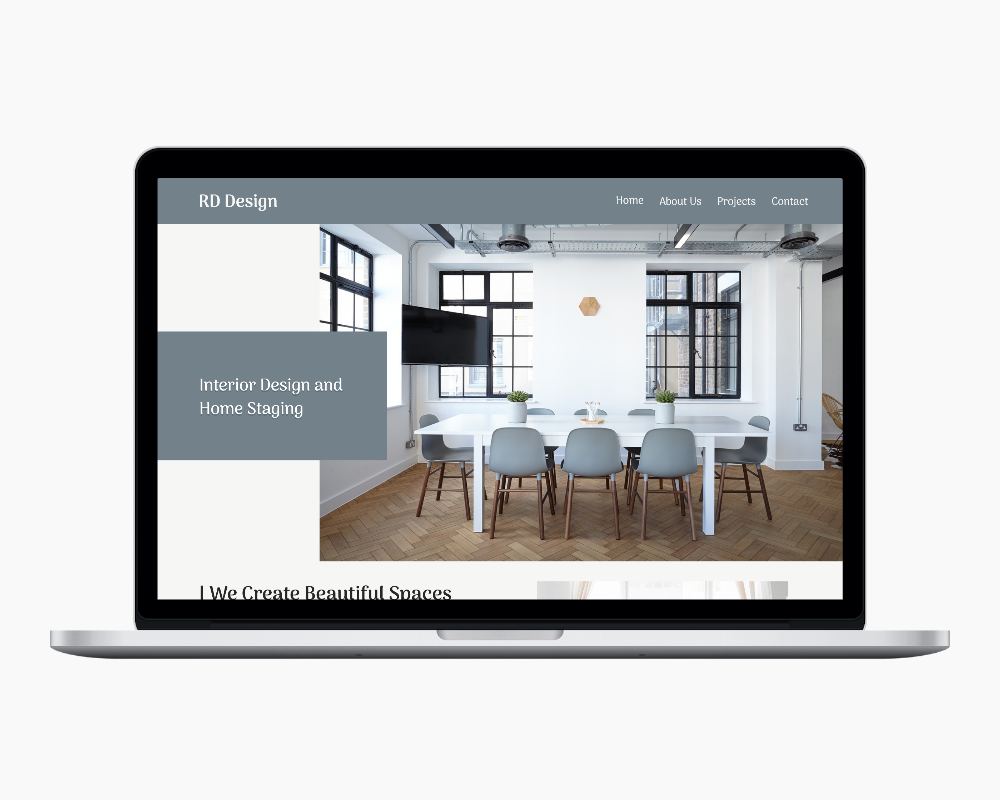 RD Design
Home About Us Projects Contact
Interior Design and
Home Staging
| We Create Beautiful Spaces